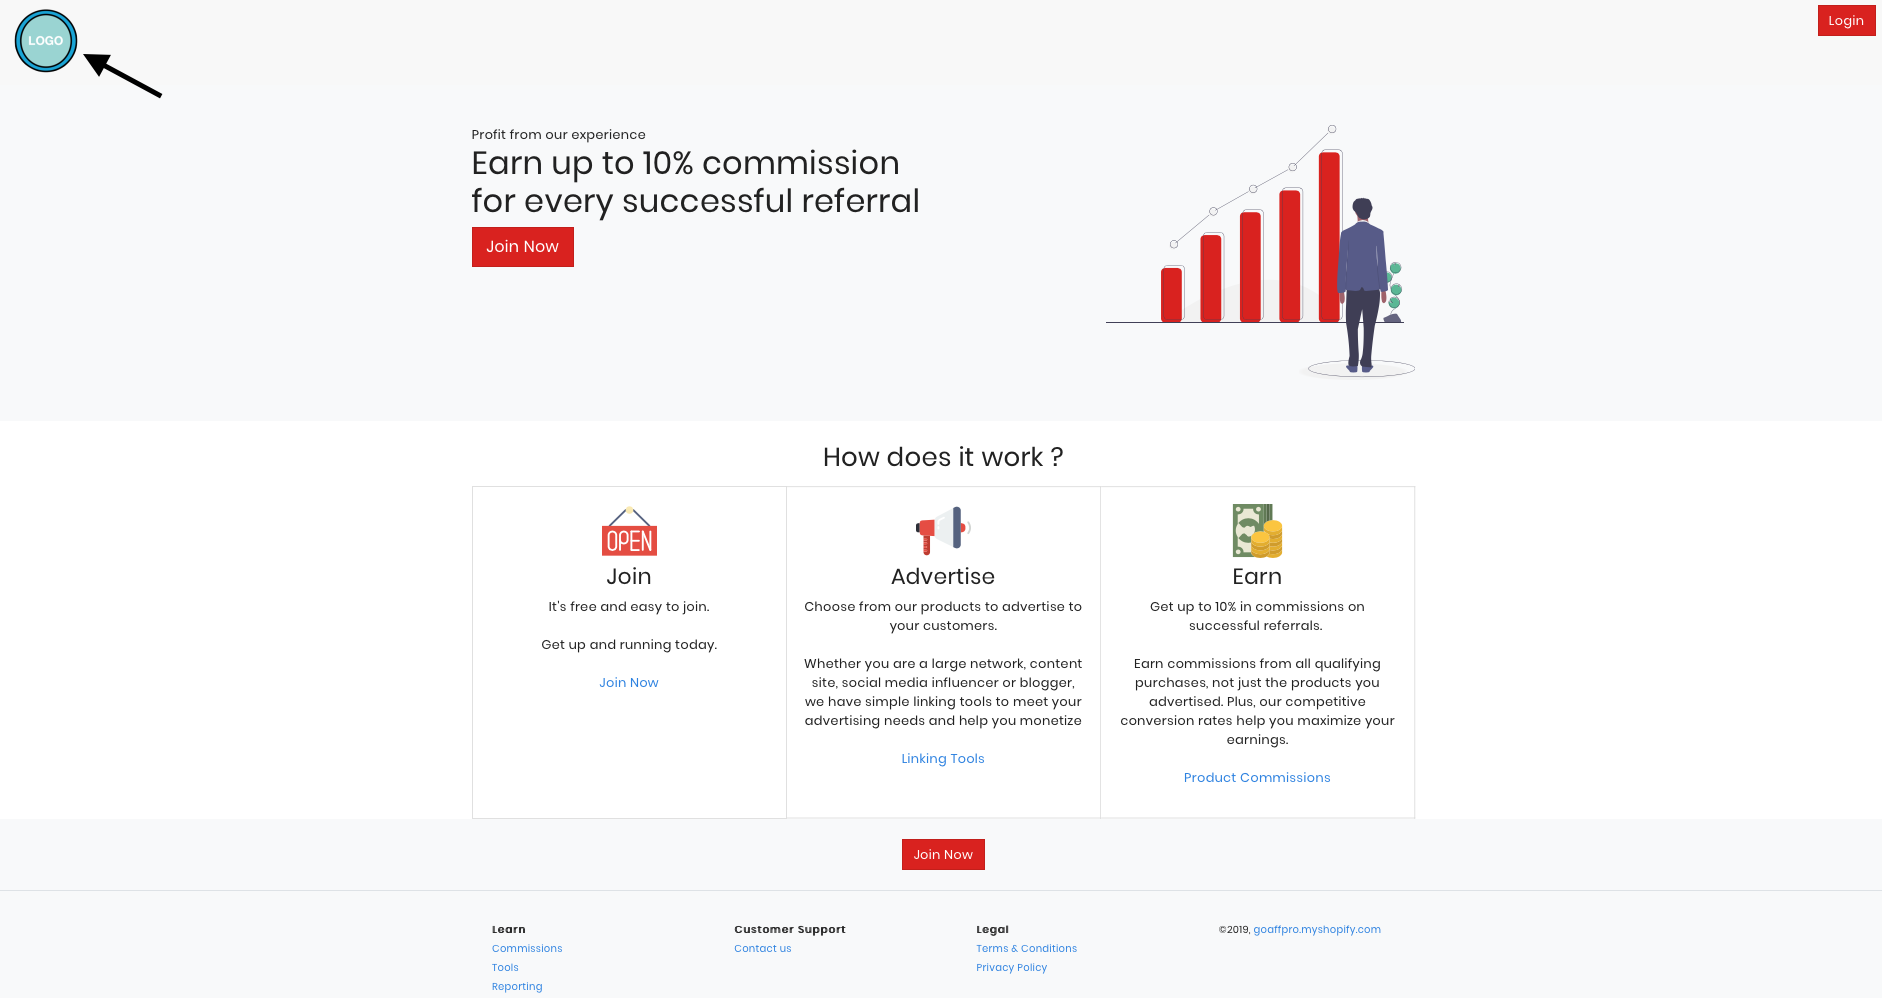 LOGO
Login
Profit from our experience
Earn up to 10% commission
for every successful referral
Join Now
How does it work ?
OPEN
Join
It's free and easy to join.
Get up and running today.
Join Now
Advertise
Choose from our products to advertise to
your customers.
Whether you are a large network, content
site, social media influencer or blogger,
we have simple linking tools to meet your
advertising needs and help you monetize
Linking Tools
Earn
Get up to 10% in commissions on
successful referrals.
Earn commissions from all qualifying
purchases, not just the products you
advertised. Plus, our competitive
conversion rates help you maximize your
earnings.
Product Commissions
Join Now
Learn
Commissions
Tools
Reporting
Customer Support
Contact us
Legal
Terms & Conditions
Privacy Policy
©2019, goaffpro.myshopify.com